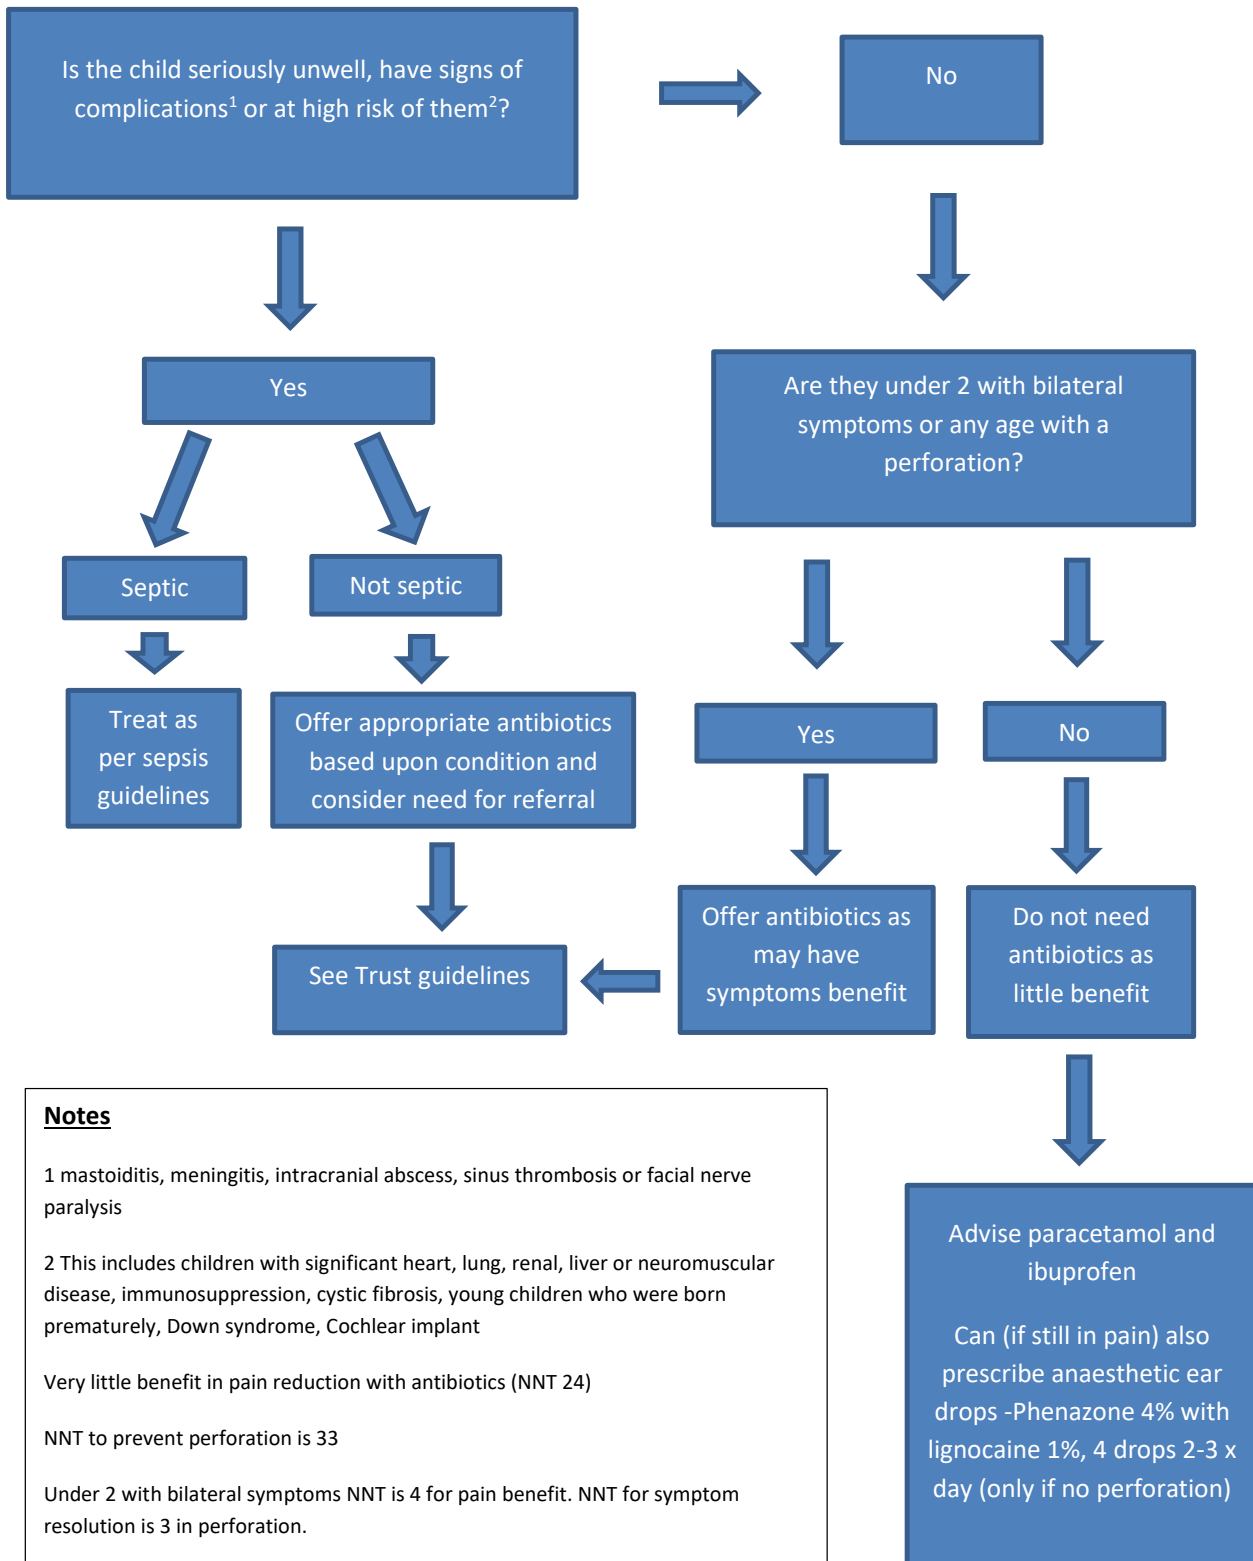 Is the child seriously unwell, have signs of
complications¹ or at high risk of them²?
No
Yes
Are they under 2 with bilateral
symptoms or any age with a
perforation?
Septic
Not septic
Treat as
per sepsis
guidelines
Offer appropriate antibiotics
based upon condition and
consider need for referral
Yes
No
See Trust guidelines
Offer antibiotics as
may have
symptoms benefit
Do not need
antibiotics as
little benefit
Notes
1 mastoiditis, meningitis, intracranial abscess, sinus thrombosis or facial nerve
paralysis
2 This includes children with significant heart, lung, renal, liver or neuromuscular
disease, immunosuppression, cystic fibrosis, young children who were born
prematurely, Down syndrome, Cochlear implant
Very little benefit in pain reduction with antibiotics (NNT 24)
NNT to prevent perforation is 33
Under 2 with bilateral symptoms NNT is 4 for pain benefit. NNT for symptom
resolution is 3 in perforation.
Advise paracetamol and
ibuprofen
Can (if still in pain) also
prescribe anaesthetic ear
drops -Phenazone 4% with
lignocaine 1%, 4 drops 2-3 x
day (only if no perforation)